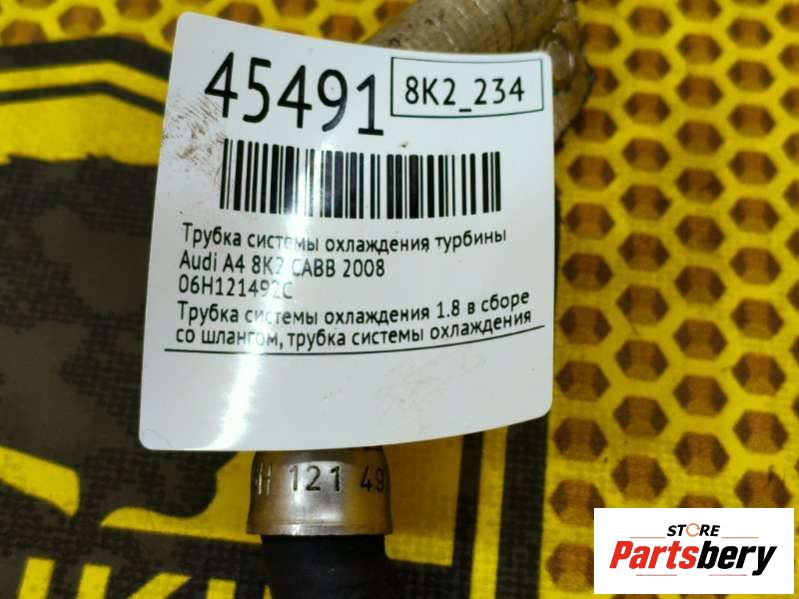 45491
8K2_234
Трубка системы охлаждения турбины
Audi A4 8K2 CABB 2008
06H121492C
Трубка системы охлаждения 1.8 в сборе
со шлангом, трубка системы охлаждения
H 121 49
STORE
Partsbery